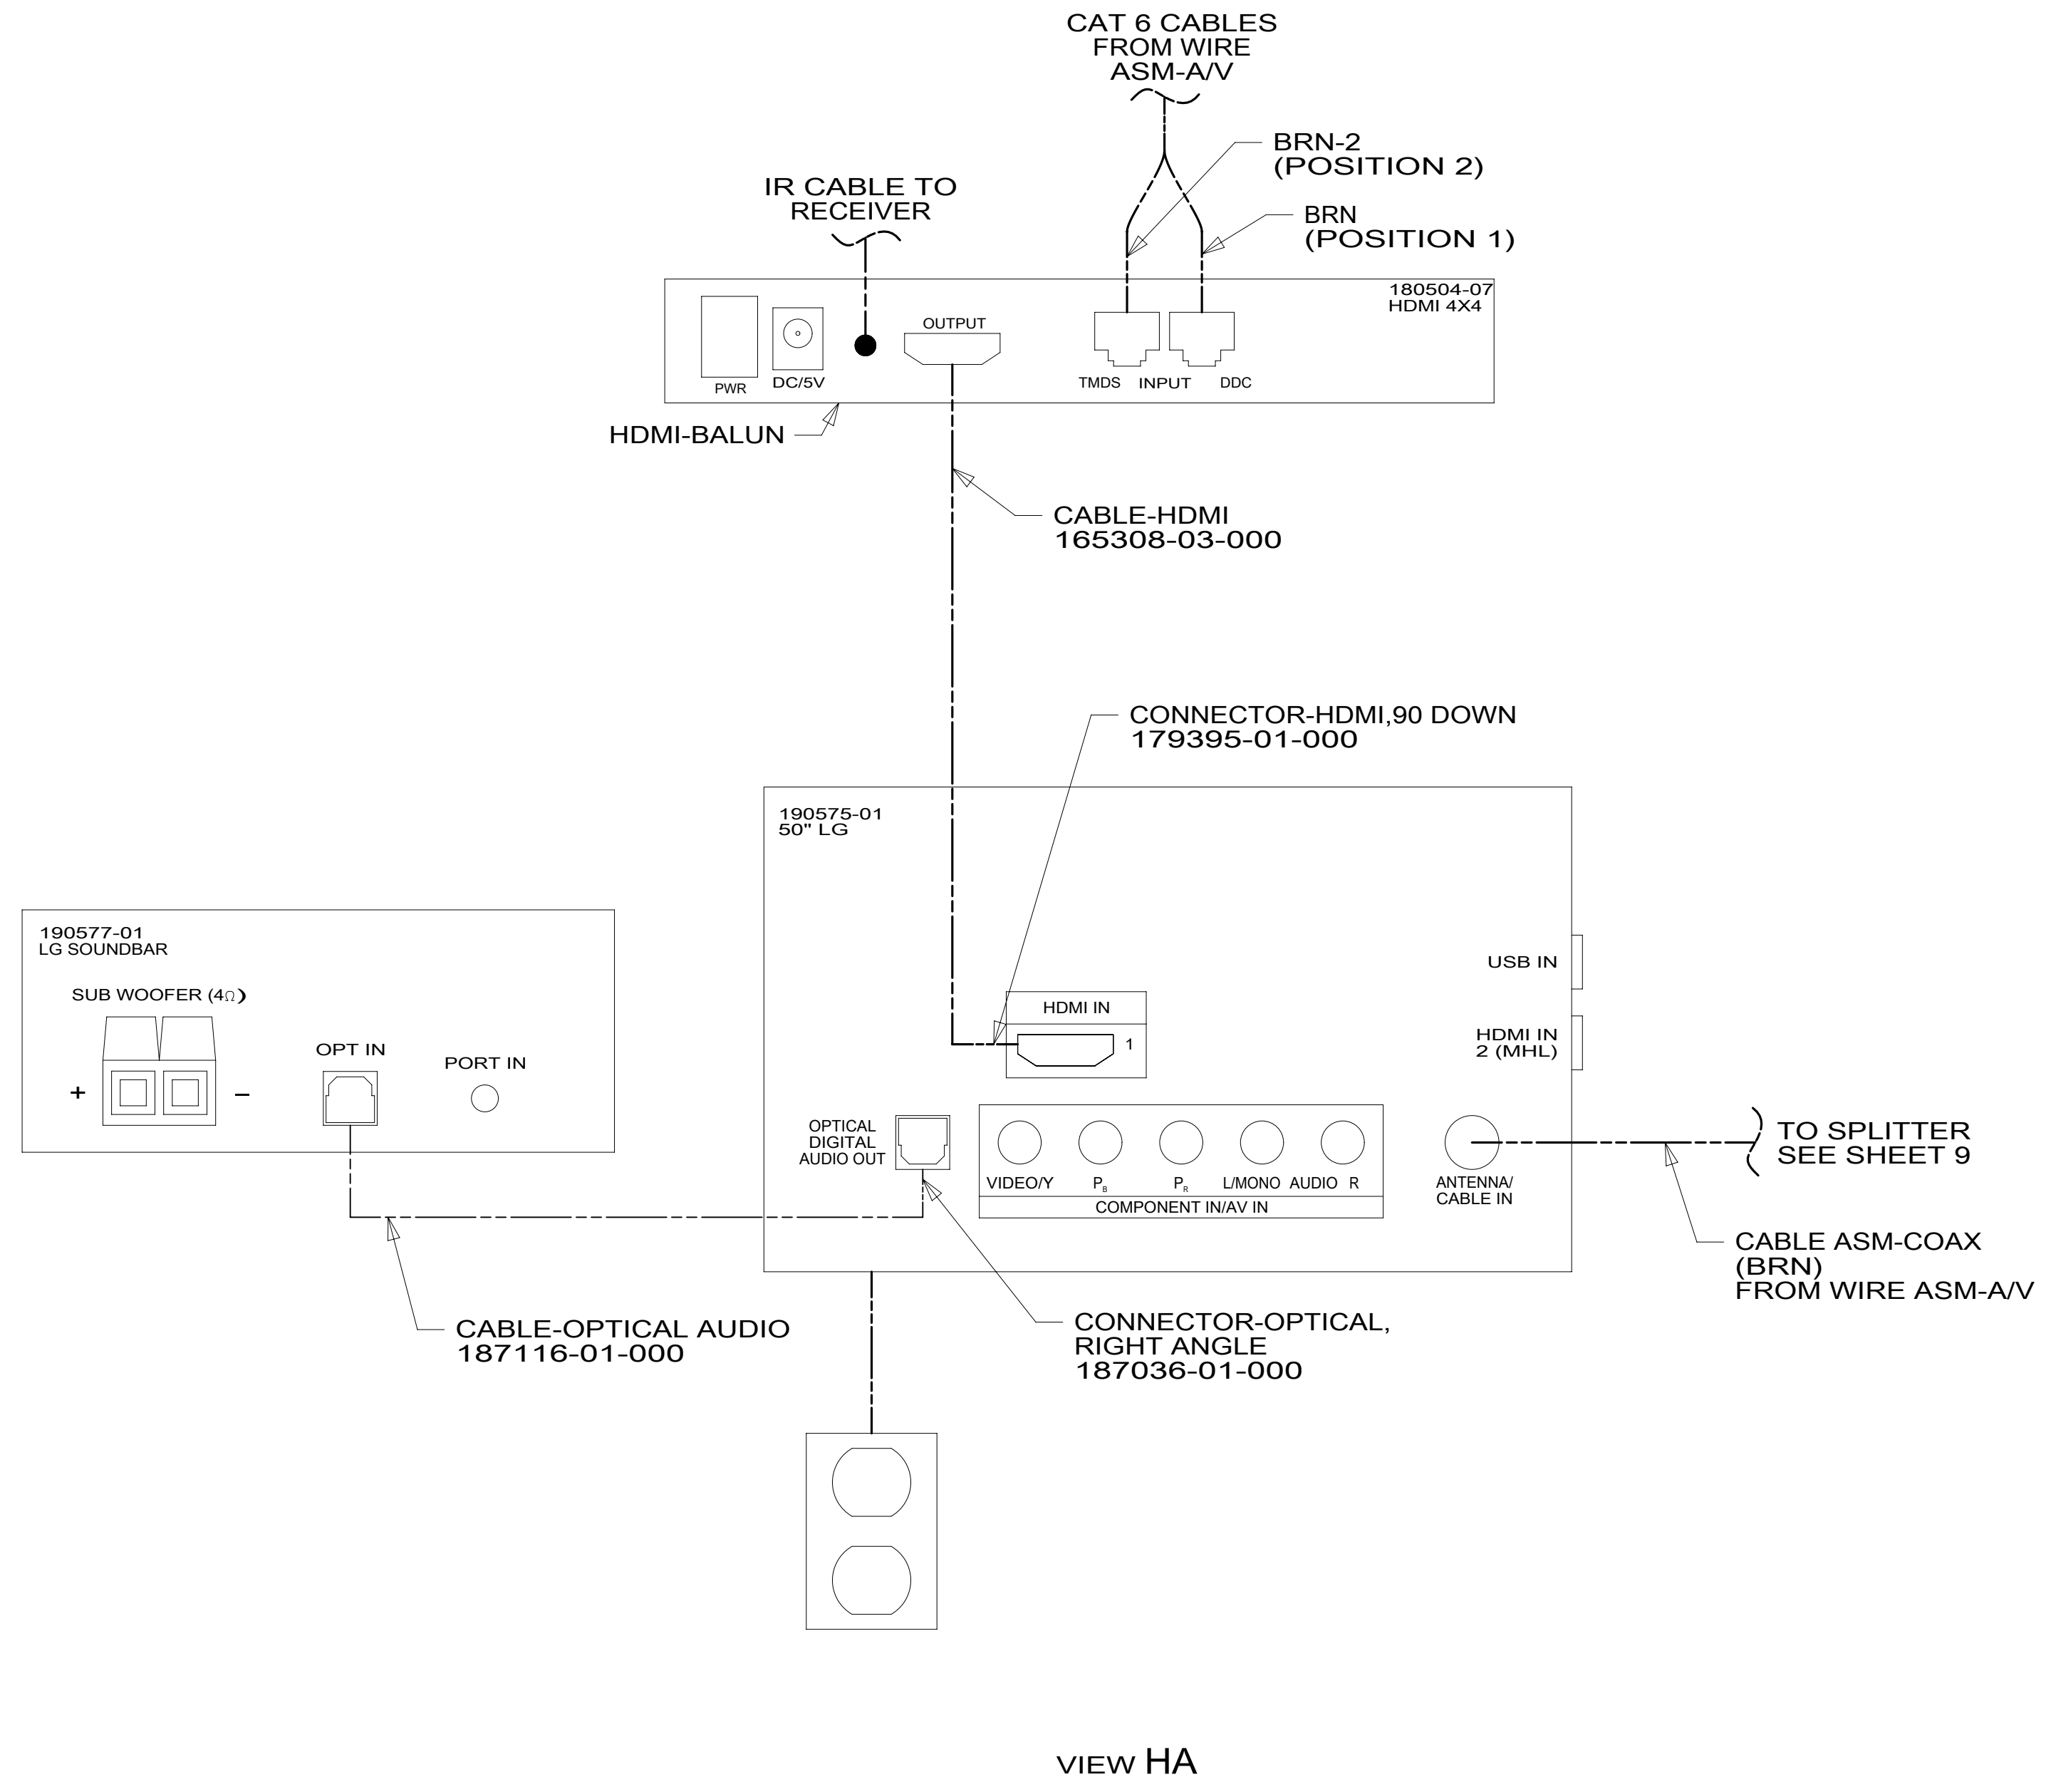 CAT 6 CABLES
FROM WIRE
ASM-A/V
BRN-2
(POSITION 2)
IR CABLE TO
RECEIVER
BRN
(POSITION 1)
180504-07
HDMI 4X4
OUTPUT
PWR
DC/5V
TMDS
INPUT
DDC
HDMI-BALUN
CABLE-HDMI
165308-03-000
CONNECTOR-HDMI,90 DOWN
179395-01-000
190575-01
50" LG
190577-01
LG SOUNDBAR
USB IN
SUB WOOFER (4Ω)
HDMI IN
HDMI IN
2 (MHL)
1
OPT IN
PORT IN
+
−
OPTICAL
DIGITAL
AUDIO OUT
TO SPLITTER
SEE SHEET 9
VIDEO/Y
PB
PR
L/MONO
AUDIO
R
COMPONENT IN/AV IN
ANTENNA/
CABLE IN
CABLE ASM-COAX
(BRN)
FROM WIRE ASM-A/V
CABLE-OPTICAL AUDIO
187116-01-000
CONNECTOR-OPTICAL,
RIGHT ANGLE
187036-01-000
VIEW HA